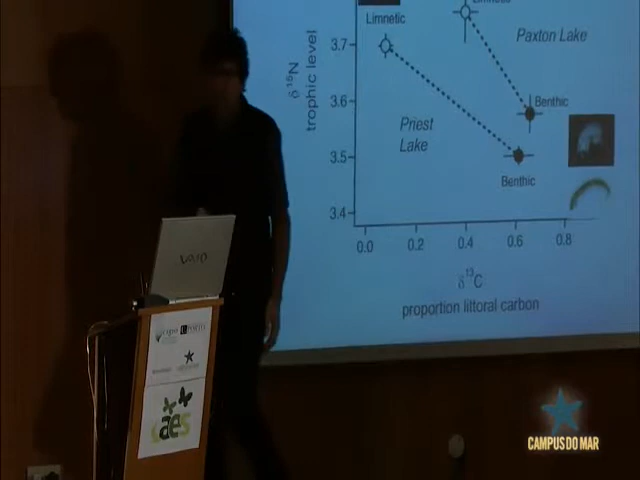 Limnetic
Paxton Lake
δ15N
trophic level
3.7
3.6
3.5
3.4
Benthic
Priest
Lake
Benthic
0.0 0.2 0.4 0.6 0.8
δ13C
proportion littoral carbon
VAIO
aes
CAMPUS DO MAR